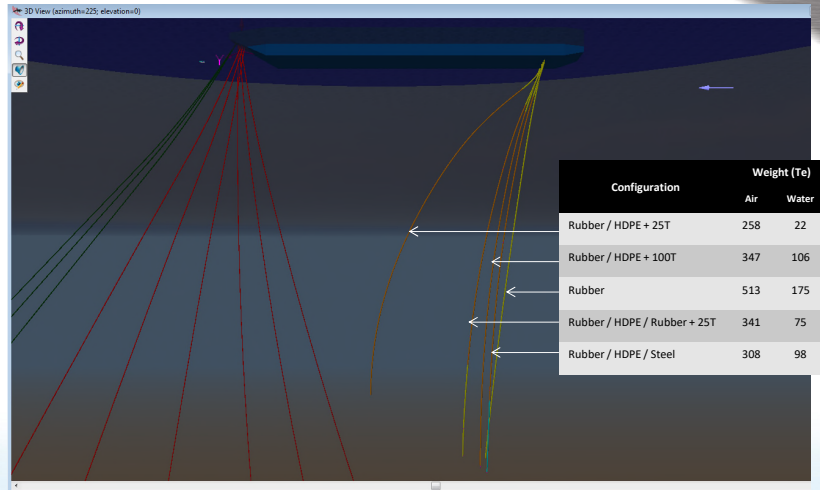 3D View (azimuth=225; elevation=0)
Y
Configuration
Weight (Te)
Air
Water
Rubber / HDPE + 25T
258
22
Rubber / HDPE + 100T
347
106
Rubber
513
175
Rubber / HDPE / Rubber + 25T
341
75
Rubber / HDPE / Steel
308
98